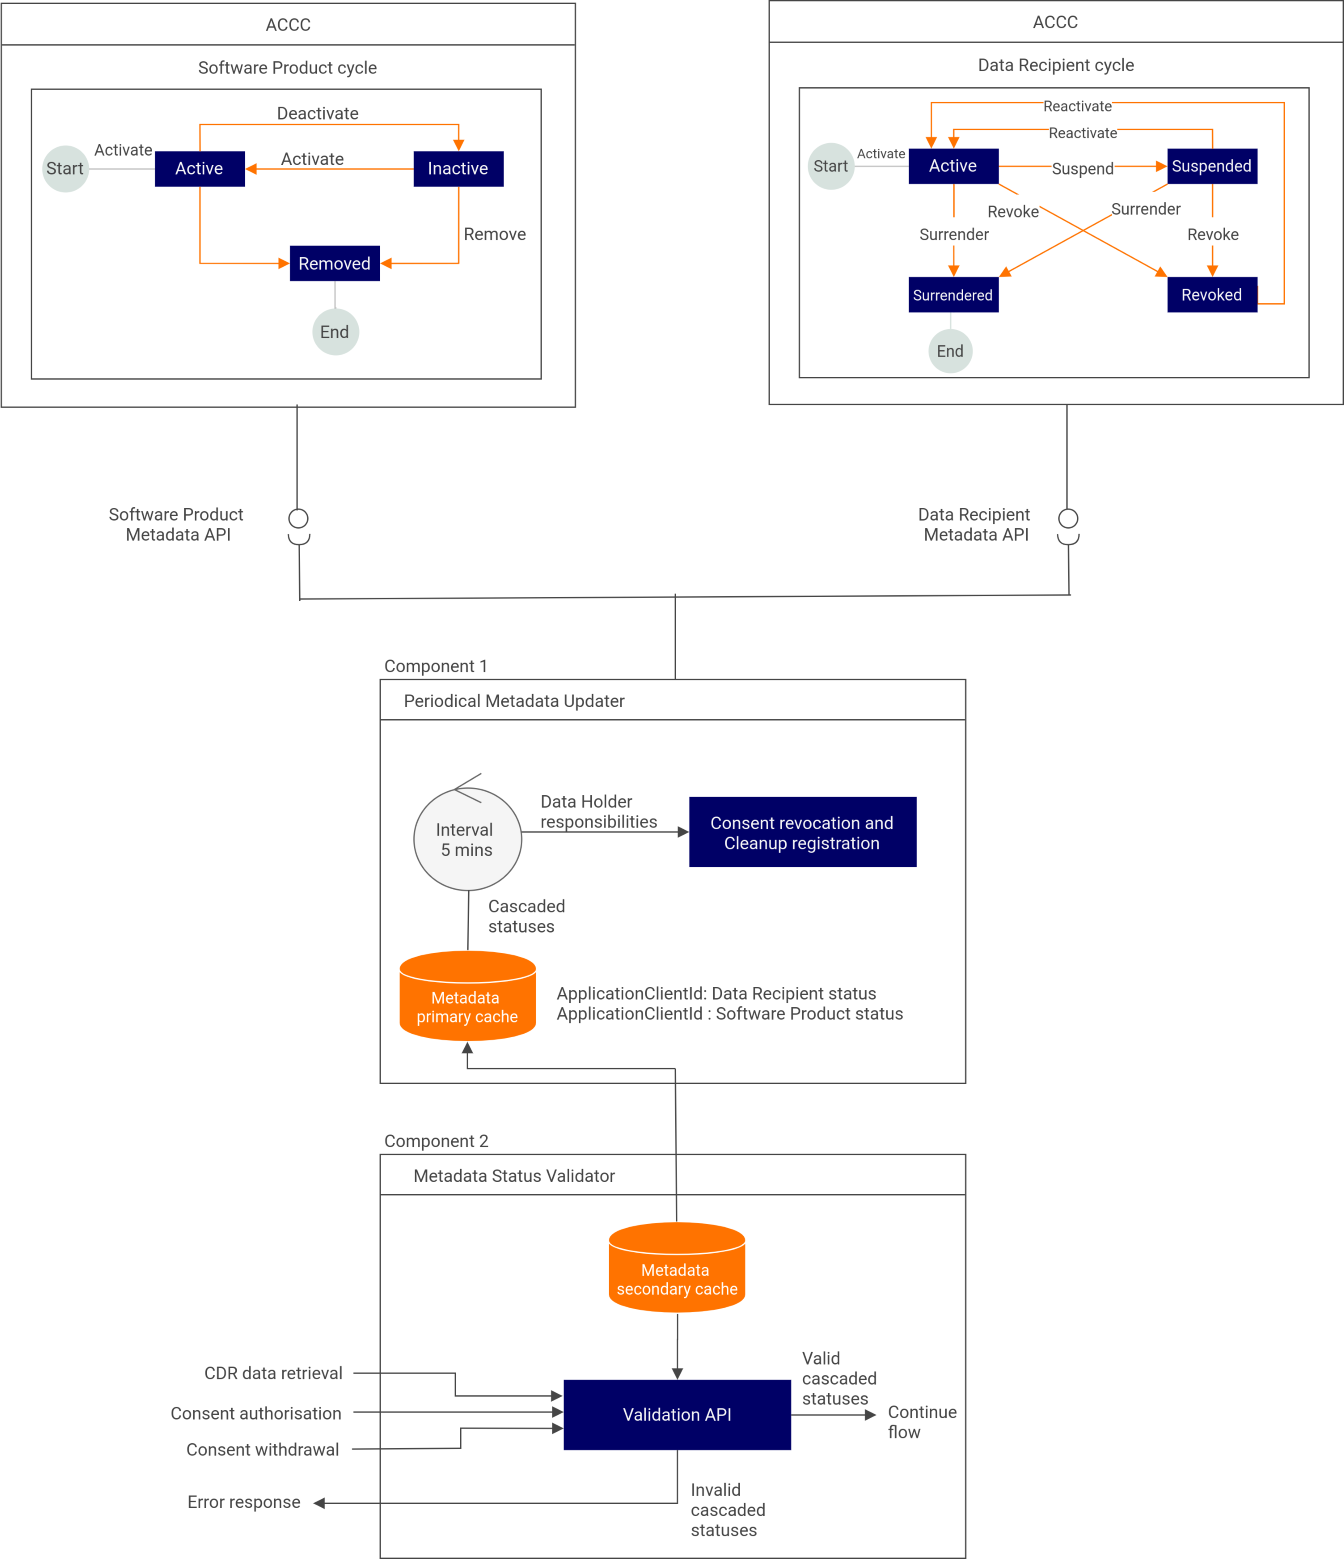 ACCC
Software Product cycle
Deactivate
Activate
Activate
Start
Active
Inactive
Remove
Removed
End
ACCC
Data Recipient cycle
Reactivate
Reactivate
Activate
Start
Active
Suspend
Suspended
Revoke
Surrender
Surrender
Revoke
Surrendered
Revoked
End
Software Product
Metadata API
Data Recipient
Metadata API
Component 1
Periodical Metadata Updater
Interval
5 mins
Data Holder
responsibilities
Consent revocation and
Cleanup registration
Cascaded
statuses
Metadata
primary cache
ApplicationClientId: Data Recipient status
ApplicationClientId : Software Product status
Component 2
Metadata Status Validator
Metadata
secondary cache
CDR data retrieval
Consent authorisation
Consent withdrawal
Error response
Validation API
Valid
cascaded
statuses
Continue
flow
Invalid
cascaded
statuses